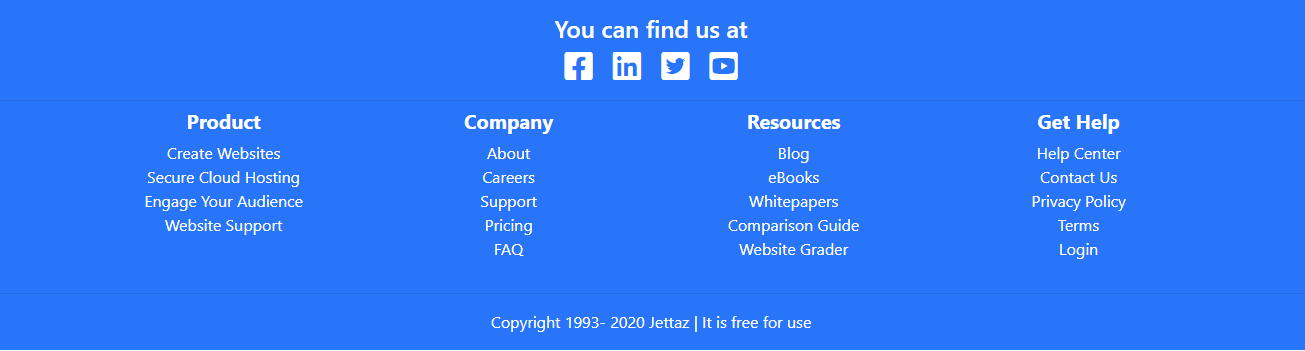 You can find us at
Product
Create Websites
Secure Cloud Hosting
Engage Your Audience
Website Support
Company
About
Careers
Support
Pricing
FAQ
Resources
Blog
eBooks
Whitepapers
Comparison Guide
Website Grader
Get Help
Help Center
Contact Us
Privacy Policy
Terms
Login
Copyright 1993- 2020 Jettaz | It is free for use